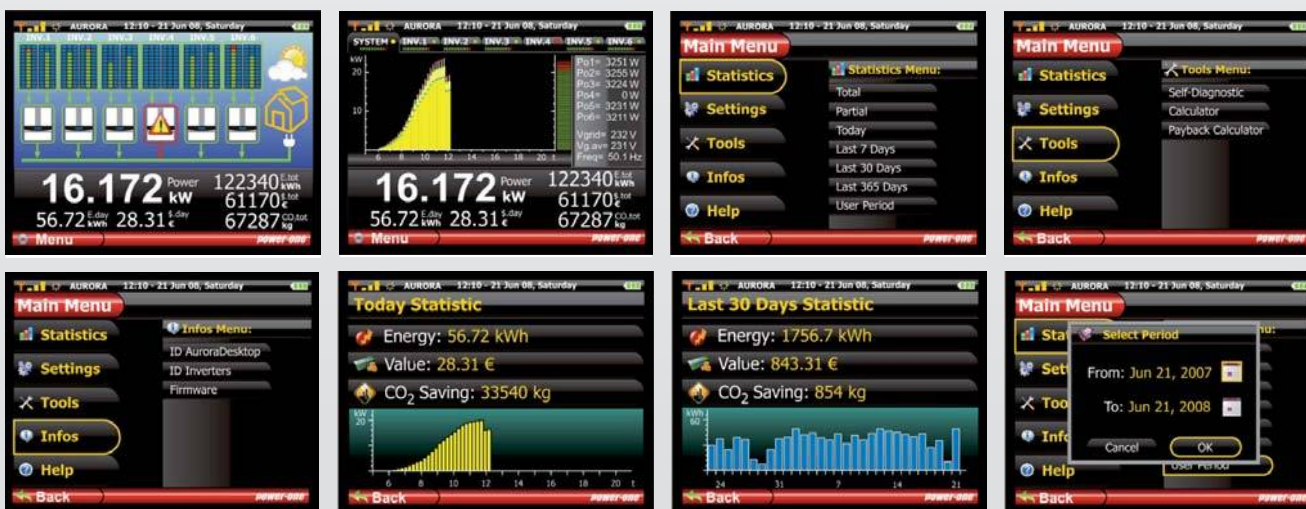 AURORA 12:10 - 21 Jun 08, Saturday
INV.1 INV.2 INV.3 INV.4 INV.5 INV.6
16.172 Power kW
122340 E.tot kWh
61170 $.tot €
56.72 E.day kWh 28.31 $.day €
67287 CO2tot kg
Menu
power-one
AURORA 12:10 - 21 Jun 08, Saturday
SYSTEM INV.1 INV.2 INV.3 INV.4 INV.5 INV.6
kW
20
10
6 8 10 12 14 16 18 20 t
Po1= 3251 W
Po2= 3255 W
Po3= 3224 W
Po4= 0 W
Po5= 3231 W
Po6= 3211 W
Vgrid= 232 V
Vg.av= 231 V
Freq= 50.1 Hz
16.172 Power kW
122340 E.tot kWh
61170 $.tot €
56.72 E.day kWh 28.31 $.day €
67287 CO2tot kg
Menu
power-one
AURORA 12:10 - 21 Jun 08, Saturday
Main Menu
Statistics
Settings
Tools
Infos
Help
Statistics Menu:
Total
Partial
Today
Last 7 Days
Last 30 Days
Last 365 Days
User Period
Back
power-one
AURORA 12:10 - 21 Jun 08, Saturday
Main Menu
Statistics
Settings
Tools
Infos
Help
Tools Menu:
Self-Diagnostic
Calculator
Payback Calculator
Back
power-one
AURORA 12:10 - 21 Jun 08, Saturday
Main Menu
Statistics
Settings
Tools
Infos
Help
Infos Menu:
ID AuroraDesktop
ID Inverters
Firmware
Back
power-one
AURORA 12:10 - 21 Jun 08, Saturday
Today Statistic
Energy: 56.72 kWh
Value: 28.31 €
CO2 Saving: 33540 kg
kW
20
6 8 10 12 14 16 18 20 t
Back
power-one
AURORA 12:10 - 21 Jun 08, Saturday
Last 30 Days Statistic
Energy: 1756.7 kWh
Value: 843.31 €
CO2 Saving: 854 kg
kWh
60
24 31 7 14 21
Back
power-one
AURORA 12:10 - 21 Jun 08, Saturday
Main Menu
Select Period
From: Jun 21, 2007
To: Jun 21, 2008
Cancel OK
Help
User Period
Back
power-one